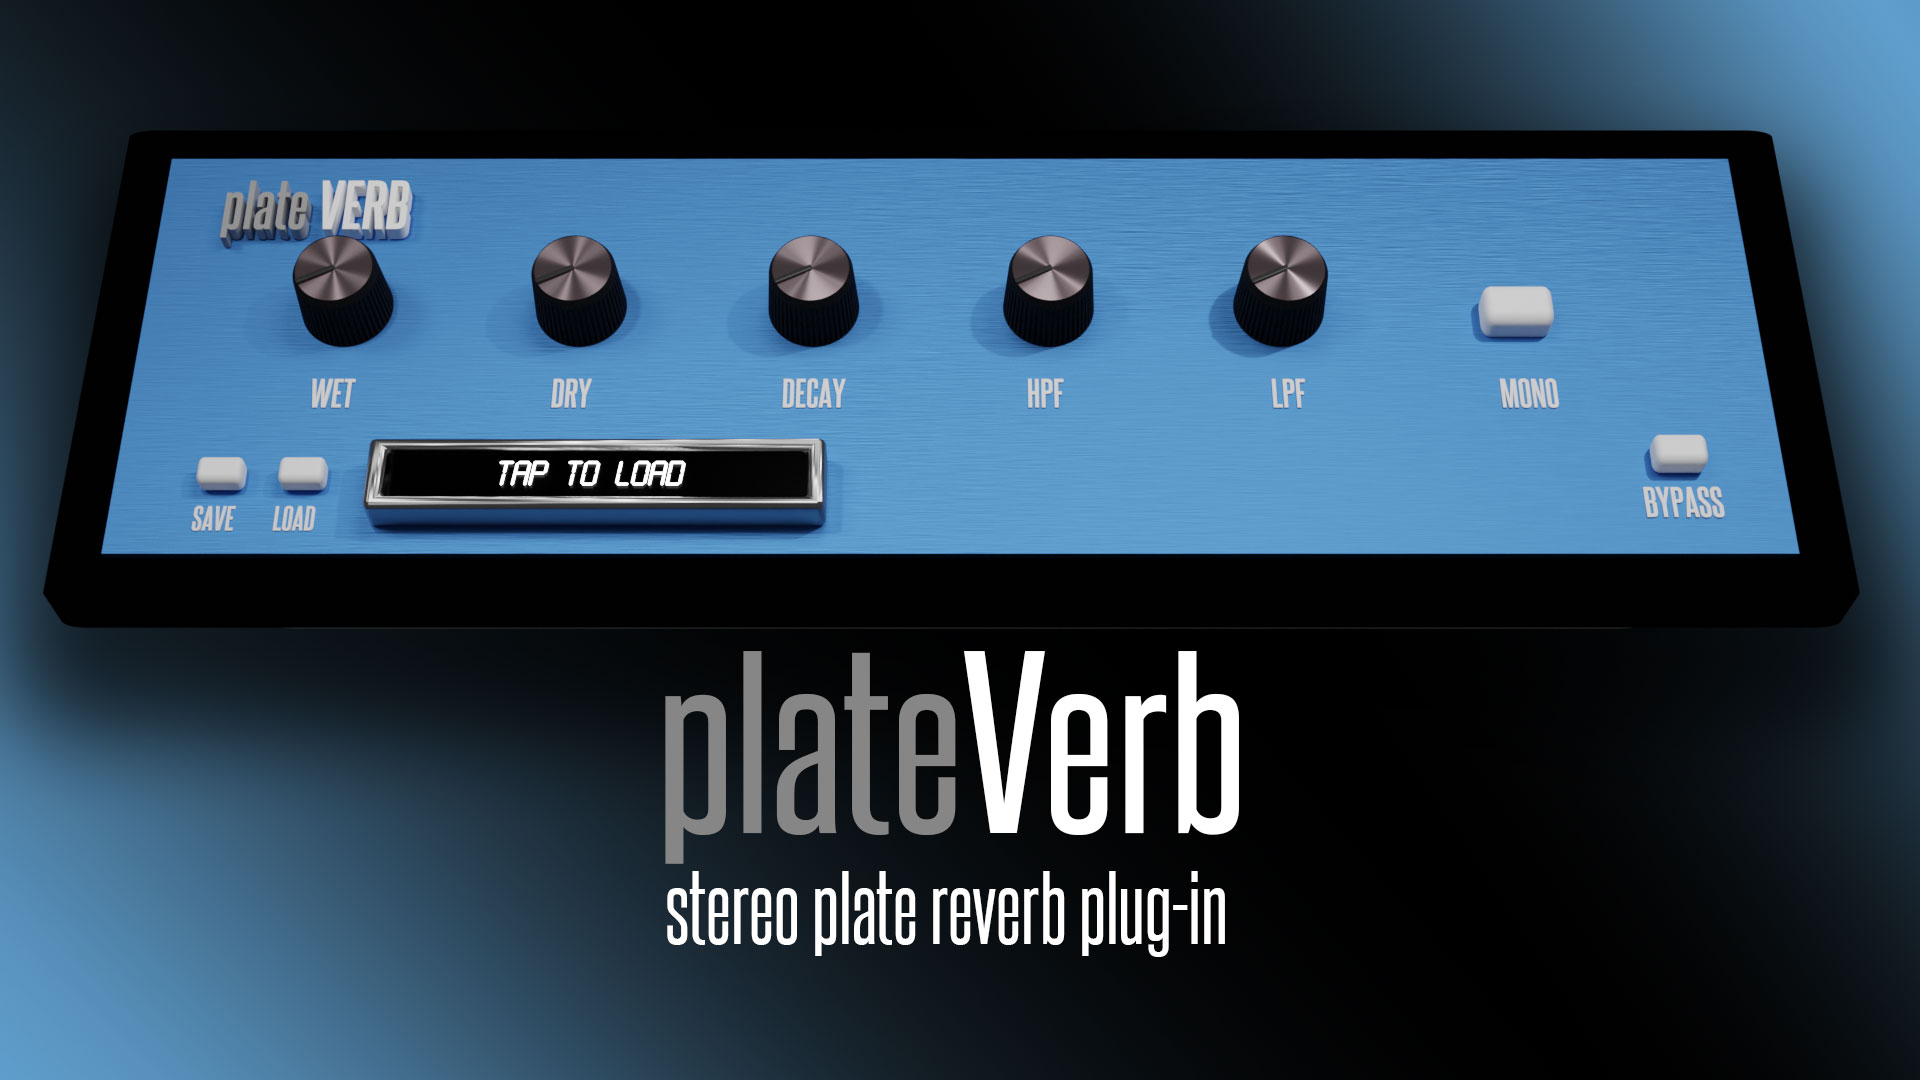 plate VERB
WET DRY DECAY HPF LPF MONO
TAP TO LOAD
SAVE LOAD
BYPASS
plateVerb
stereo plate reverb plug-in